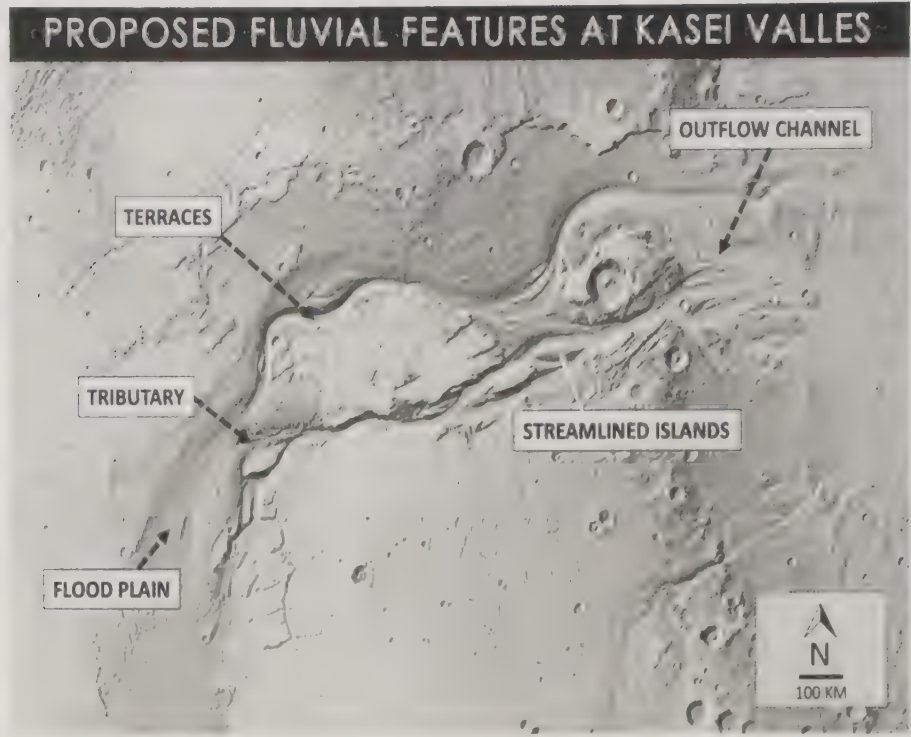 PROPOSED FLUVIAL FEATURES AT KASEI VALLES
OUTFLOW CHANNEL
TERRACES
TRIBUTARY
STREAMLINED ISLANDS
FLOOD PLAIN
N
100 KM